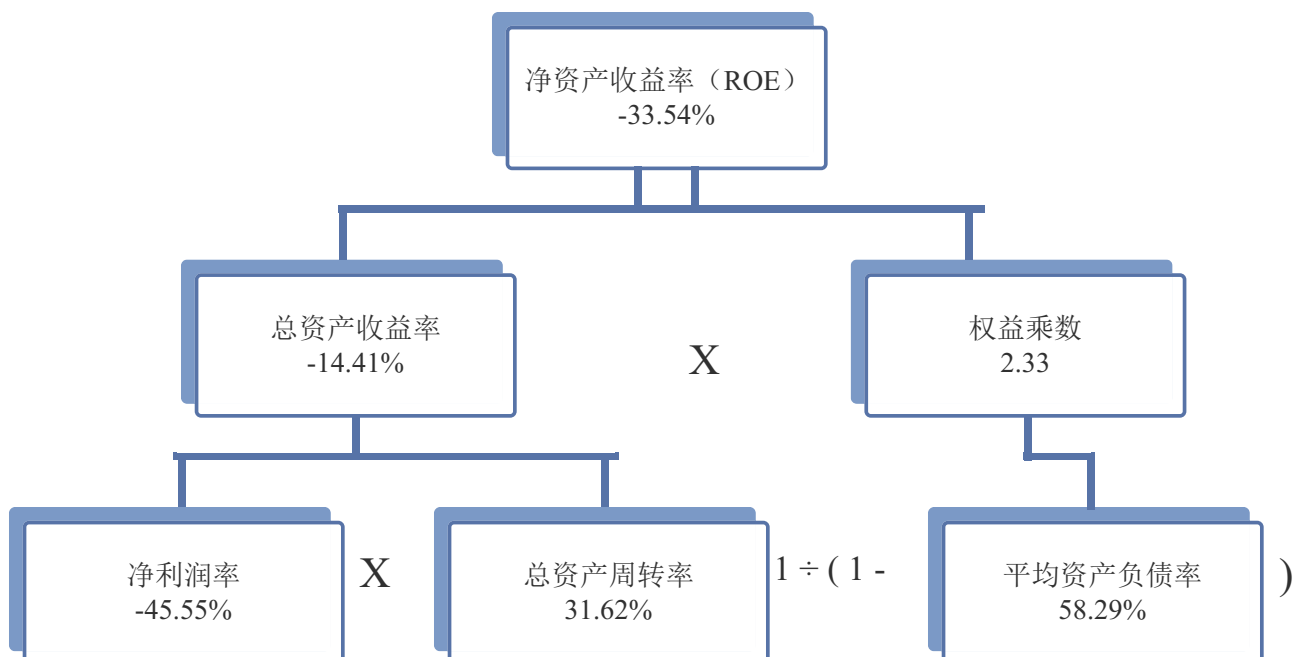 净资产收益率（ROE）
-33.54%
总资产收益率
-14.41%
X
权益乘数
2.33
净利润率
-45.55%
X
总资产周转率
31.62%
1 ÷ ( 1 -
平均资产负债率
58.29%
)